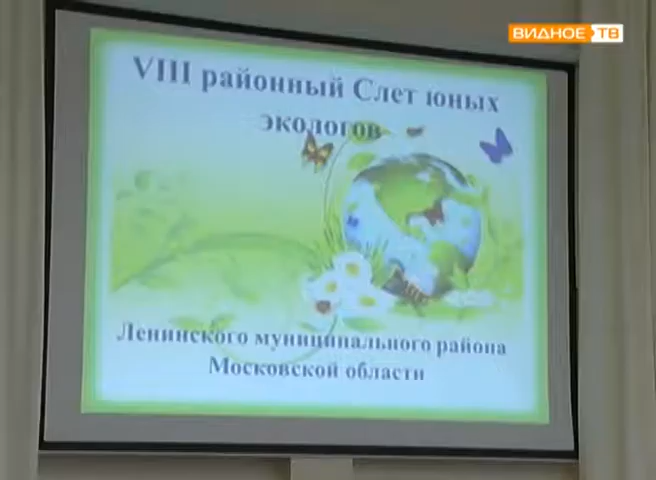 ВИДНОЕ ТВ
VIII районный Слет юных
экологов
Ленинского муниципального района
Московской области